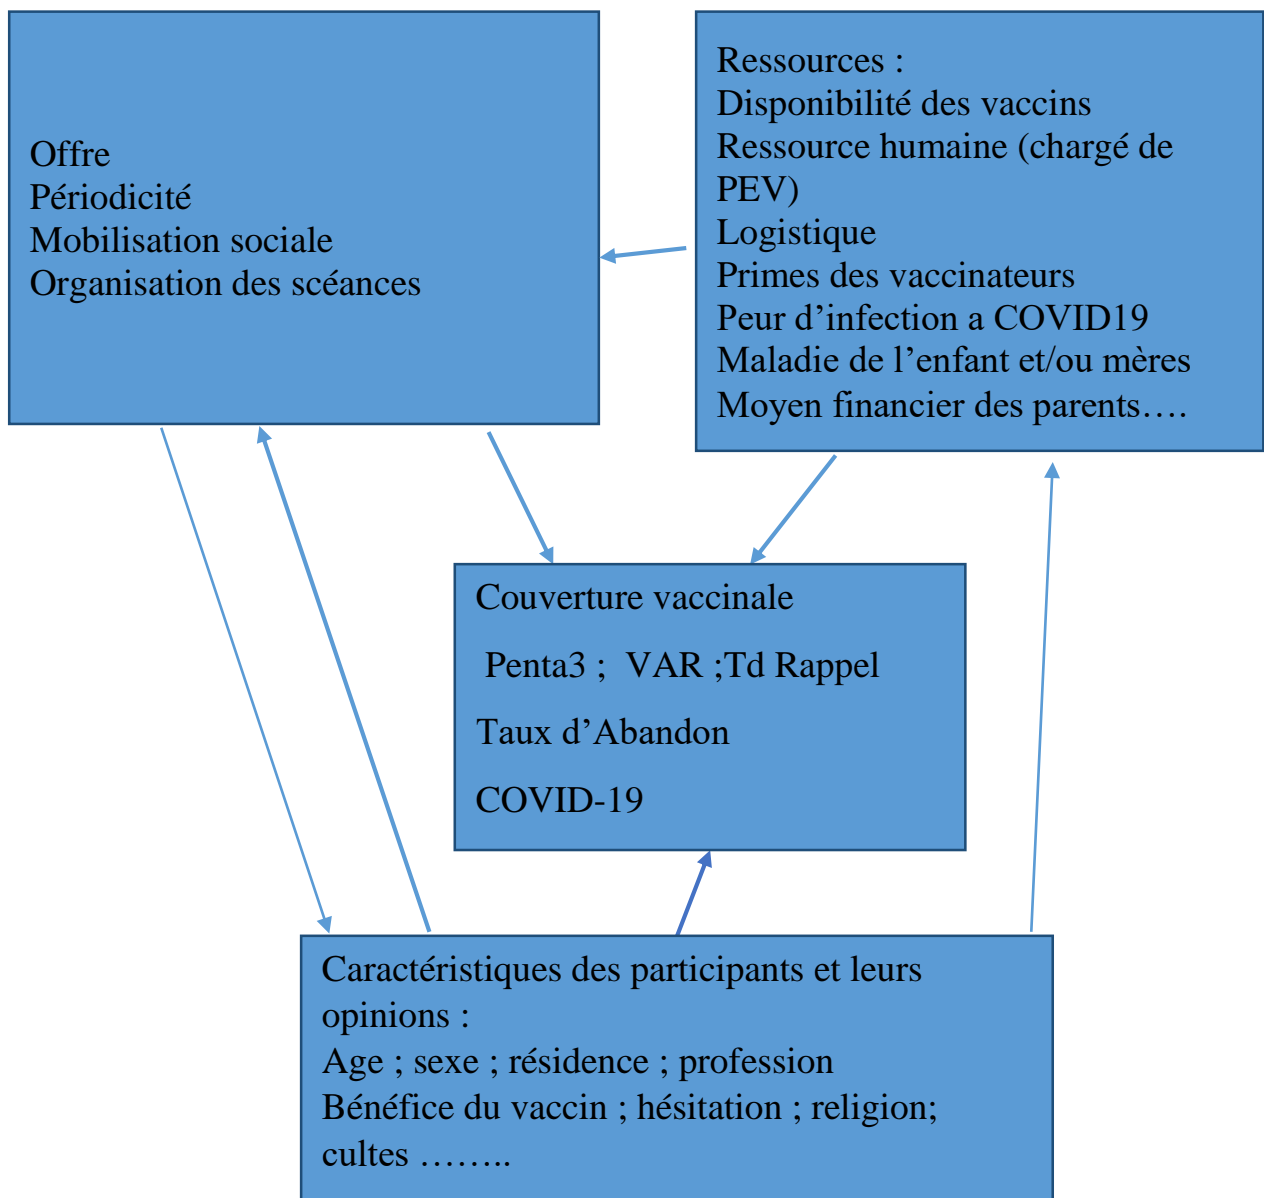 Offre
Périodicité
Mobilisation sociale
Organisation des scéances
Ressources :
Disponibilité des vaccins
Ressource humaine (chargé de
PEV)
Logistique
Primes des vaccinateurs
Peur d’infection a COVID19
Maladie de l’enfant et/ou mères
Moyen financier des parents….
Couverture vaccinale
Penta3 ; VAR ;Td Rappel
Taux d’Abandon
COVID-19
Caractéristiques des participants et leurs
opinions :
Age ; sexe ; résidence ; profession
Bénéfice du vaccin ; hésitation ; religion;
cultes ……..